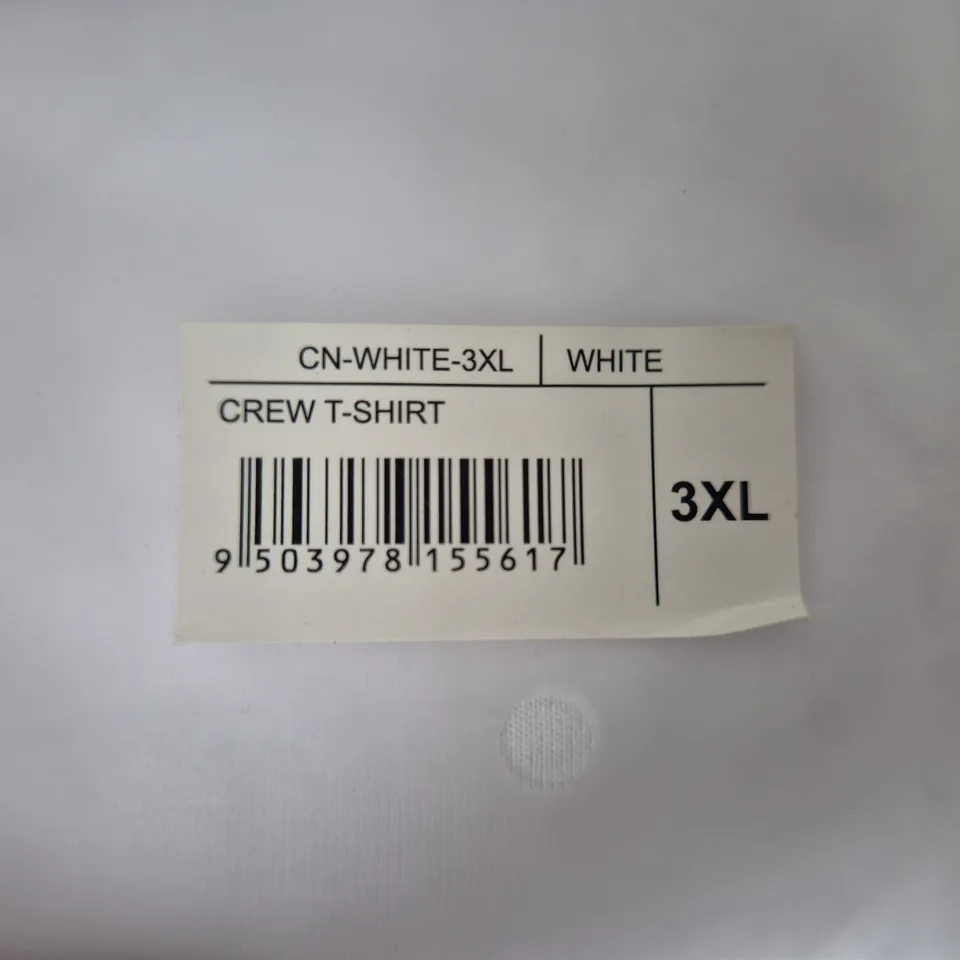 CN-WHITE-3XL WHITE
CREW T-SHIRT
3XL
9 503978 155617